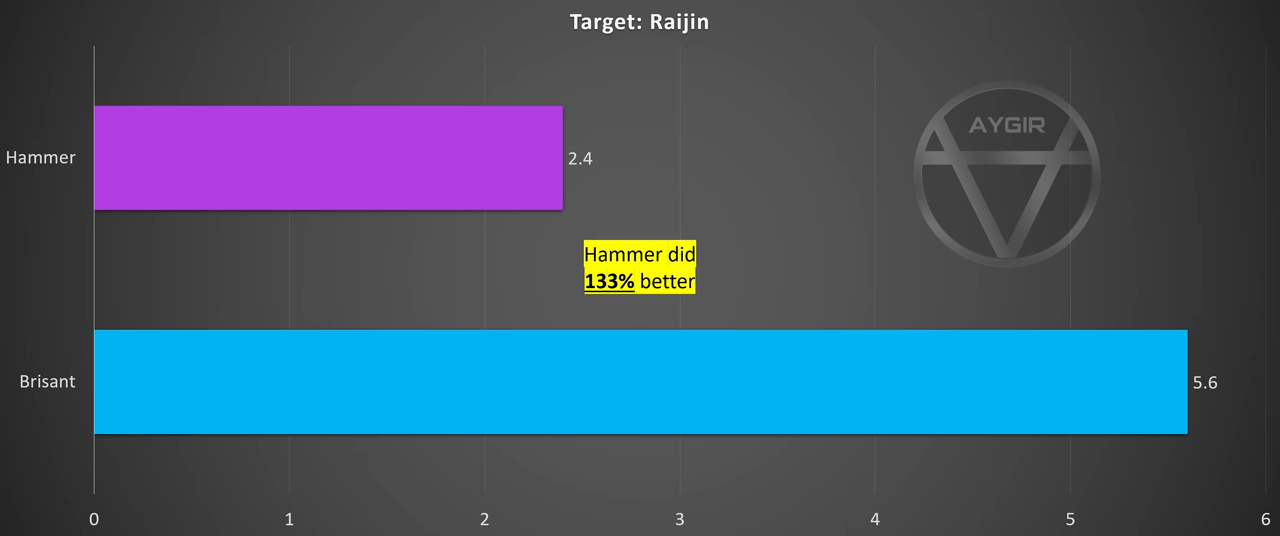 Target: Raijin
AYGIR
Hammer
2.4
Hammer did
133% better
Brisant
5.6
0 1 2 3 4 5 6